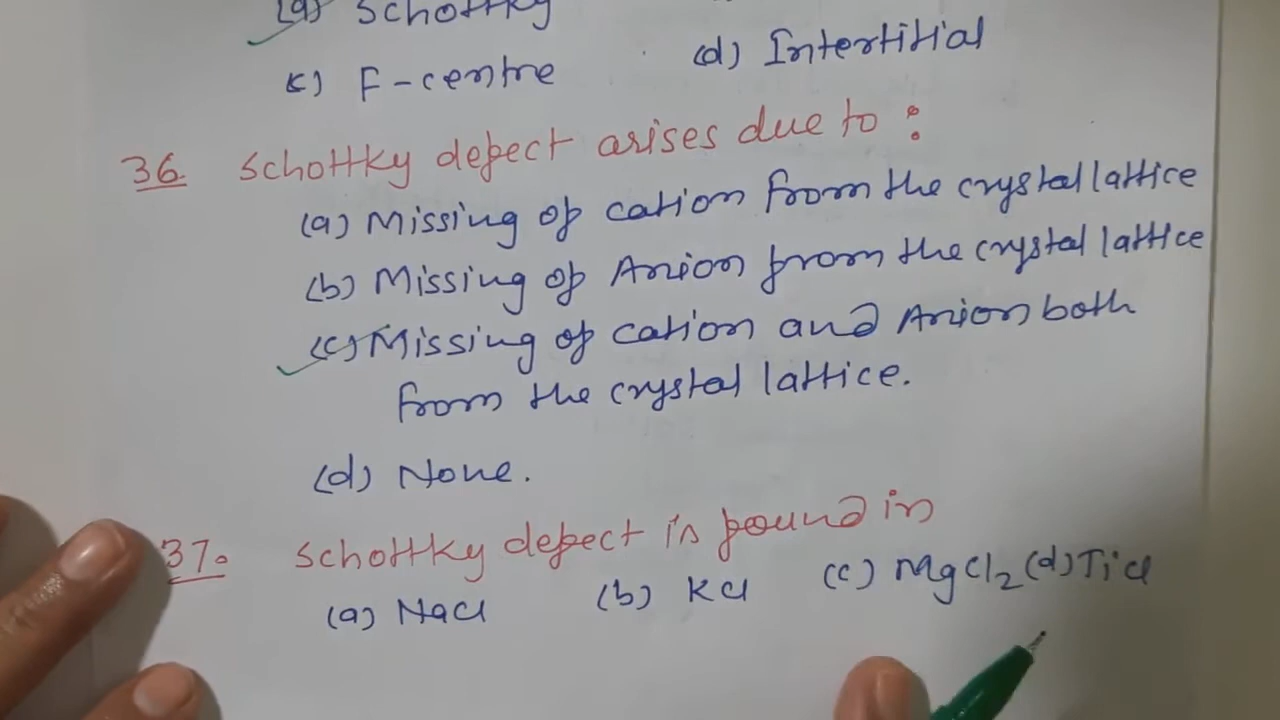 (a) Schottky
(c) F-centre (d) Intertitial
36. Schottky defect arises due to :
(a) Missing of cation from the crystal lattice
(b) Missing of Anion from the crystal lattice
(c) Missing of cation and Anion both
from the crystal lattice.
(d) None.
37. Schottky defect is found in
(a) NaCl (b) KCl (c) MgCl2 (d) TiCl